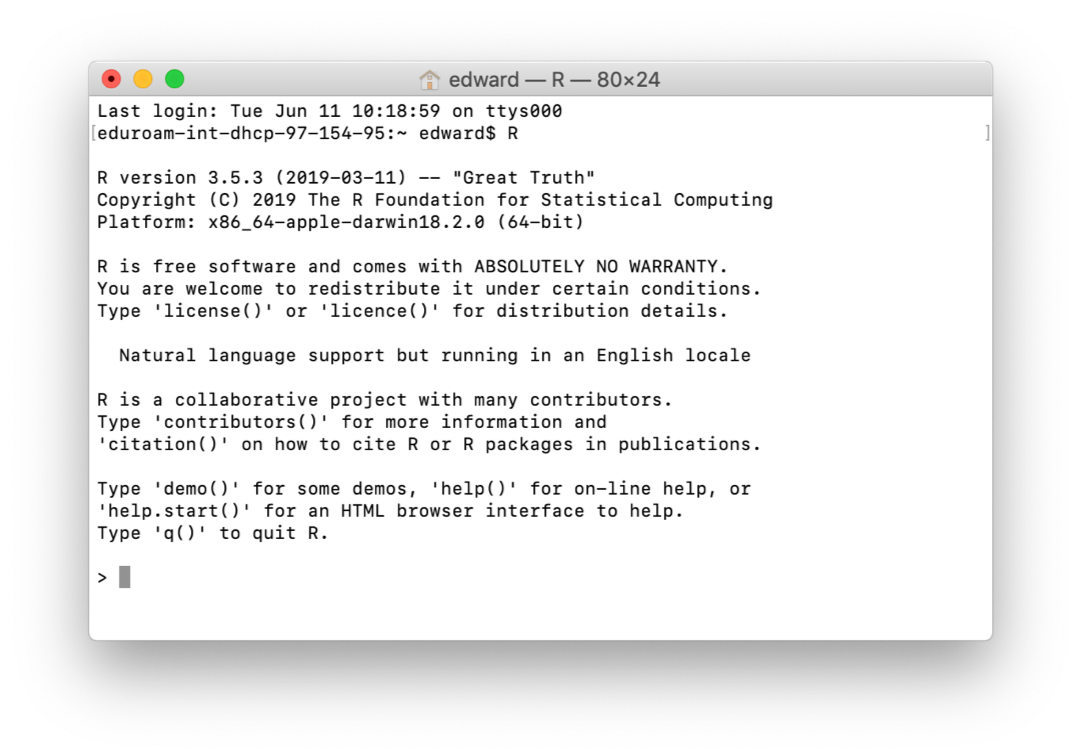 edward — R — 80×24
Last login: Tue Jun 11 10:18:59 on ttys000
[eduroam-int-dhcp-97-154-95:~ edward$ R ]
R version 3.5.3 (2019-03-11) -- "Great Truth"
Copyright (C) 2019 The R Foundation for Statistical Computing
Platform: x86_64-apple-darwin18.2.0 (64-bit)
R is free software and comes with ABSOLUTELY NO WARRANTY.
You are welcome to redistribute it under certain conditions.
Type 'license()' or 'licence()' for distribution details.
Natural language support but running in an English locale
R is a collaborative project with many contributors.
Type 'contributors()' for more information and
'citation()' on how to cite R or R packages in publications.
Type 'demo()' for some demos, 'help()' for on-line help, or
'help.start()' for an HTML browser interface to help.
Type 'q()' to quit R.
>